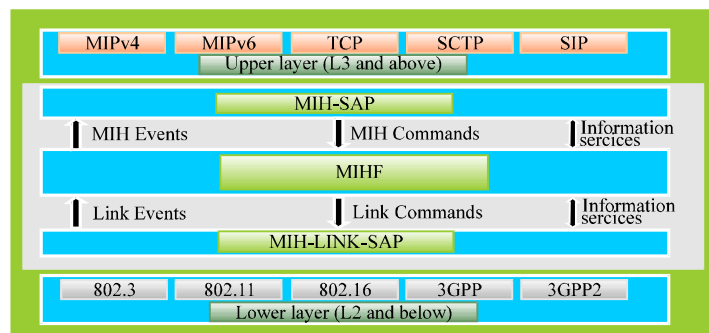 MIPv4 MIPv6 TCP SCTP SIP
Upper layer (L3 and above)
MIH-SAP
MIH Events MIH Commands Information sercices
MIHF
Link Events Link Commands Information sercices
MIH-LINK-SAP
802.3 802.11 802.16 3GPP 3GPP2
Lower layer (L2 and below)